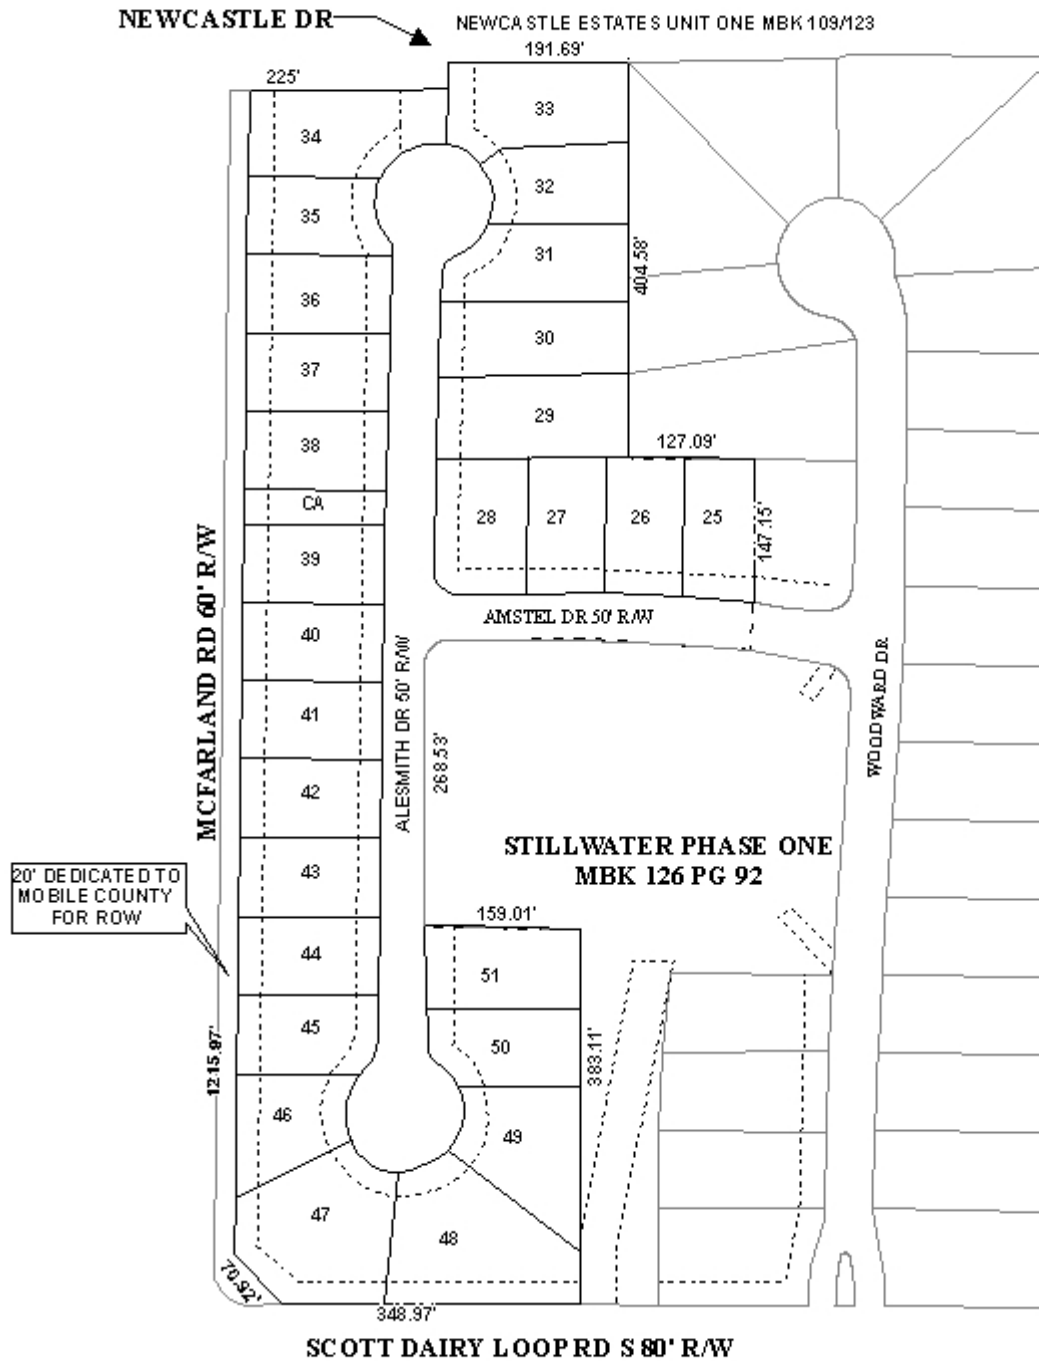 NEWCASTLE DR
NEWCASTLE ESTATES UNIT ONE MBK 109/123
191.69'
225'
33
34
32
35
31
404.58'
36
30
37
29
127.09'
38
CA
28
27
26
25
147.15'
39
MCFARLAND RD 60' R/W
AMSTEL DR 50' R/W
40
ALESMITH DR 50' R/W
WOODWARD DR
41
268.53'
42
STILLWATER PHASE ONE
MBK 126 PG 92
43
20' DEDICATED TO
MOBILE COUNTY
FOR ROW
159.01'
44
51
45
50
383.11'
1215.97'
46
49
47
48
70.92'
348.97'
SCOTT DAIRY LOOP RD S 80' R/W